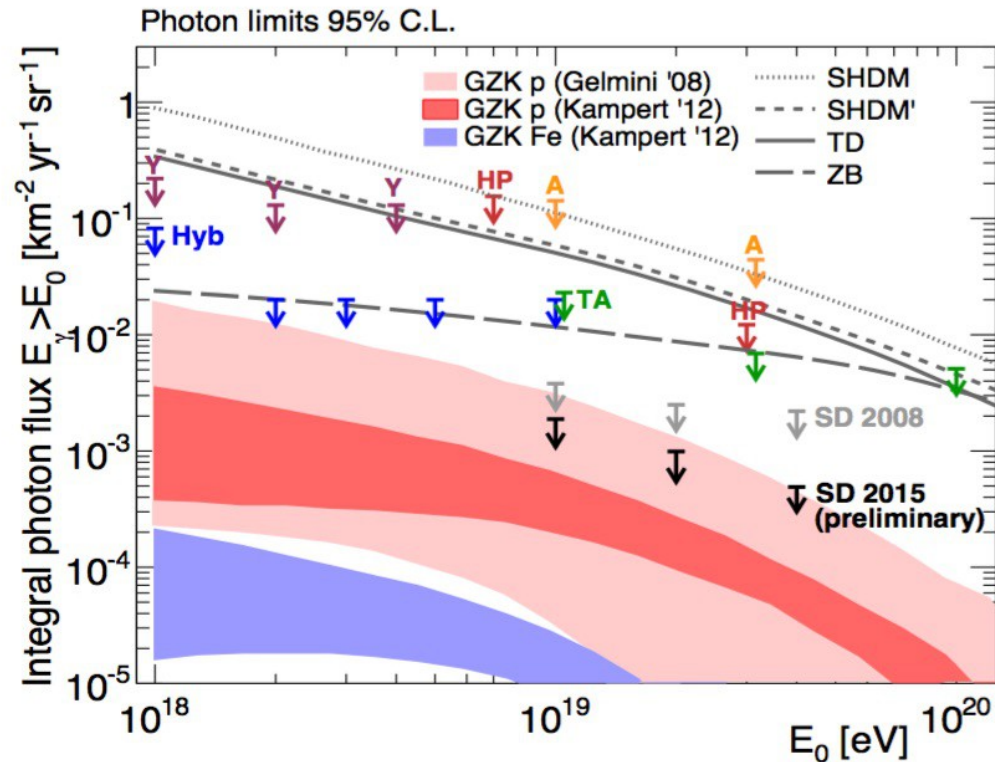 Photon limits 95% C.L.
Integral photon flux E_γ>E_0 [km^-2 yr^-1 sr^-1]
1
10^-1
10^-2
10^-3
10^-4
10^-5
GZK p (Gelmini '08)
GZK p (Kampert '12)
GZK Fe (Kampert '12)
SHDM
SHDM'
TD
ZB
Y
Y
Y
HP
A
A
Hyb
TA
HP
SD 2008
SD 2015
(preliminary)
10^18
10^19
10^20
E_0 [eV]